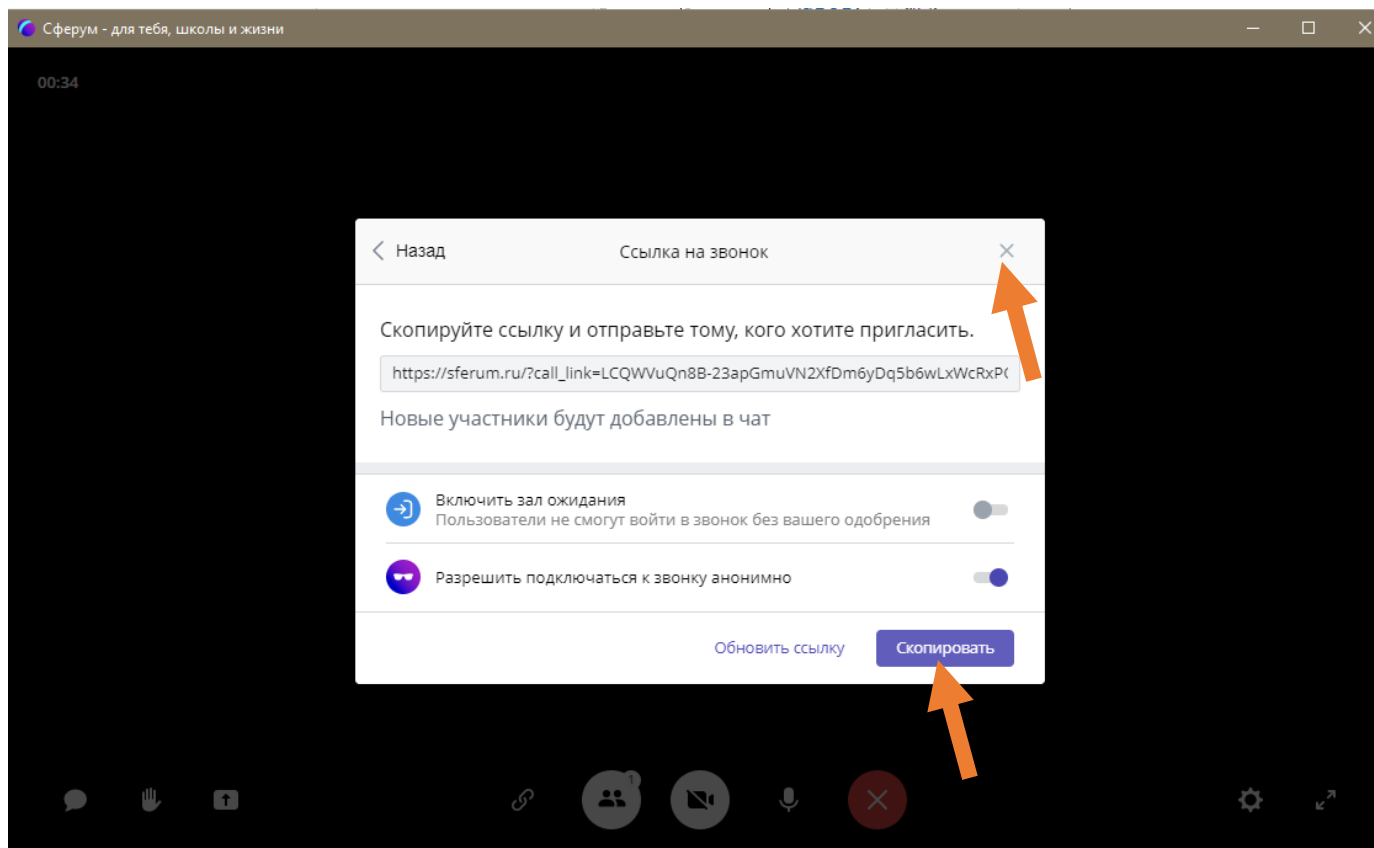 Сферум - для тебя, школы и жизни
00:34
Назад
Ссылка на звонок
Скопируйте ссылку и отправьте тому, кого хотите пригласить.
https://sferum.ru/?call_link=LCQWVuQn8B-23apGmuVN2XfDm6yDq5b6wLxWcRxP
Новые участники будут добавлены в чат
Включить зал ожидания
Пользователи не смогут войти в звонок без вашего одобрения
Разрешить подключаться к звонку анонимно
Обновить ссылку
Скопировать
1